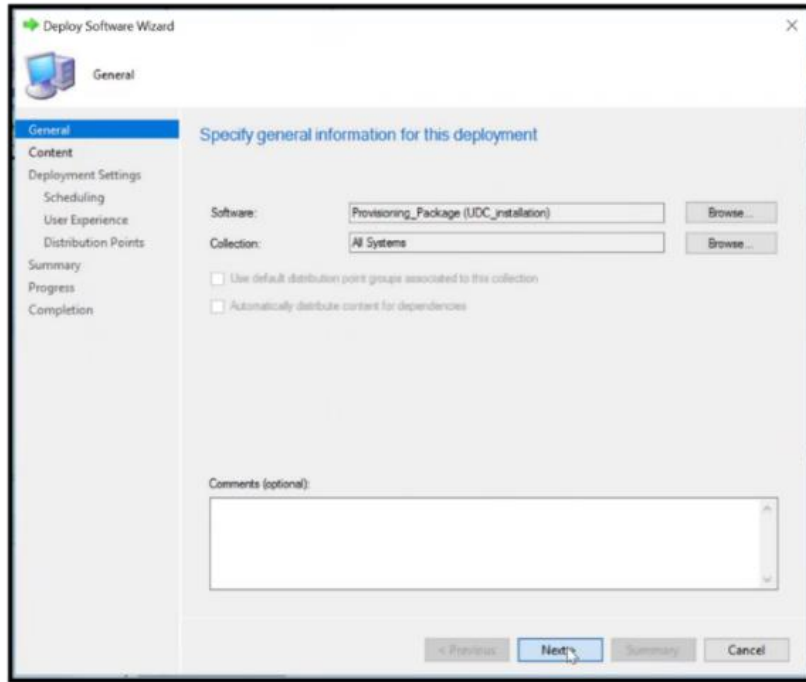 Deploy Software Wizard
General
General
Content
Deployment Settings
Scheduling
User Experience
Distribution Points
Summary
Progress
Completion
Specify general information for this deployment
Software: Provisioning_Package (UDC_installation) Browse...
Collection: All Systems Browse...
Use default distribution point groups associated to this collection
Automatically distribute content for dependencies
Comments (optional):
< Previous Next > Summary Cancel